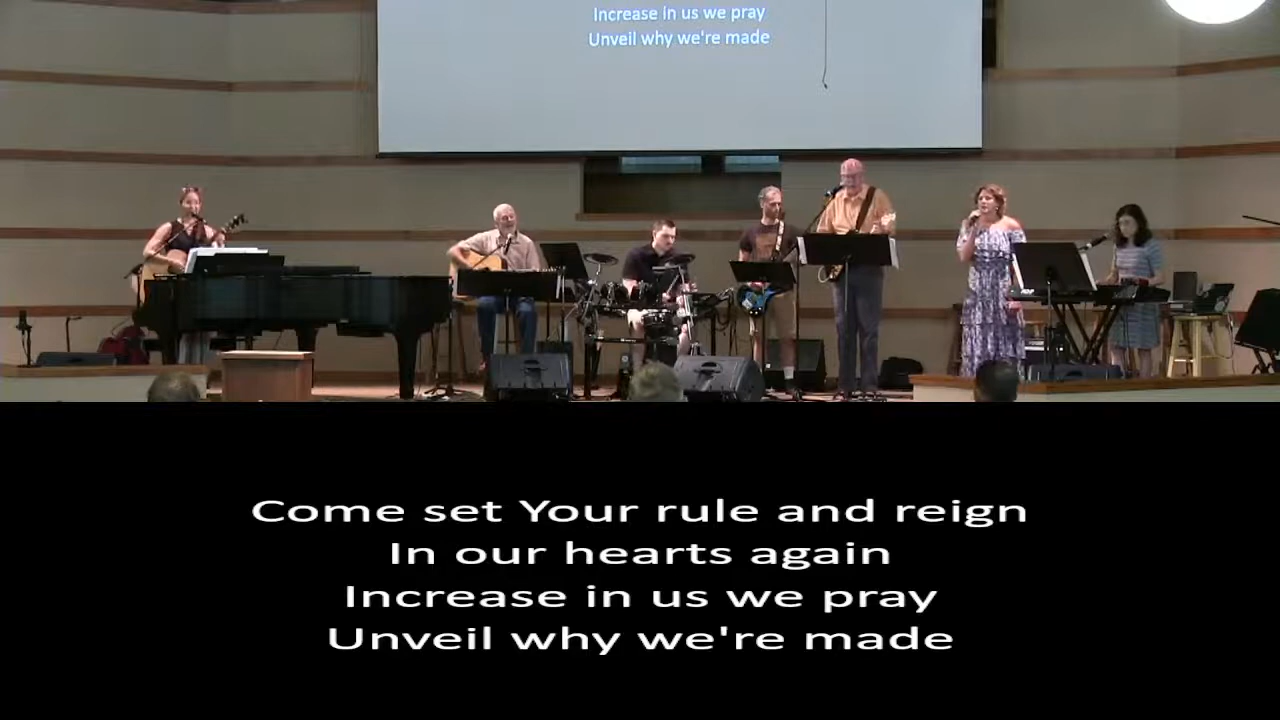 Increase in us we pray
Unveil why we're made
Come set Your rule and reign
In our hearts again
Increase in us we pray
Unveil why we're made